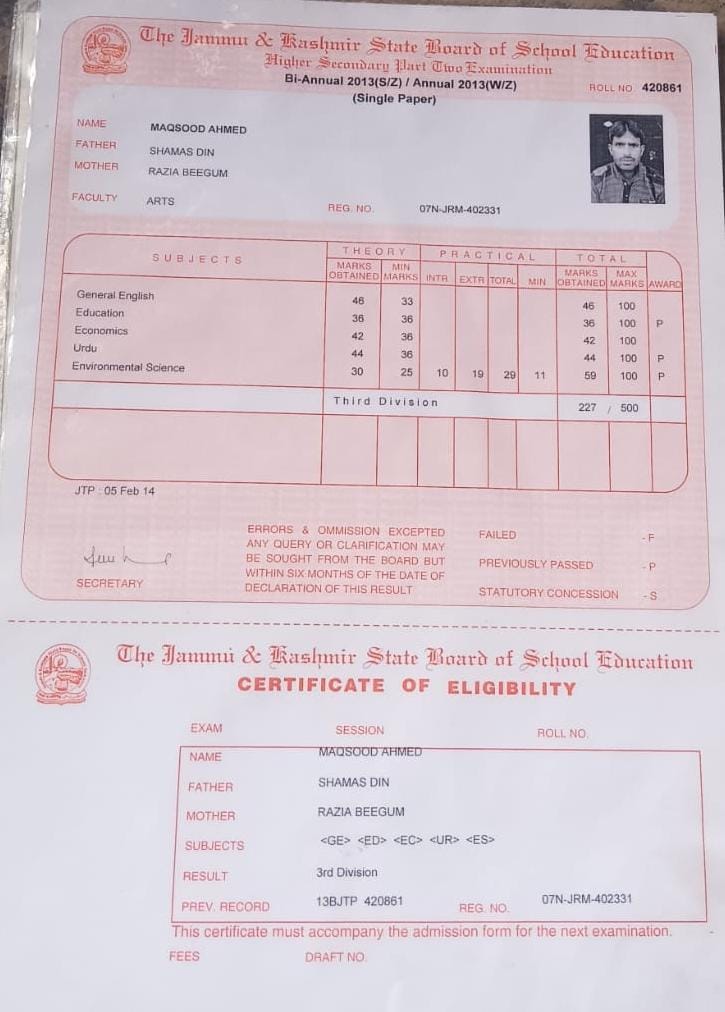 The Jammu & Kashmir State Board of School Education
Higher Secondary Part Two Examination
Bi-Annual 2013(S/Z) / Annual 2013(W/Z)
(Single Paper)
ROLL NO. 420861
NAME MAQSOOD AHMED
FATHER SHAMAS DIN
MOTHER RAZIA BEEGUM
FACULTY ARTS
REG. NO. 07N-JRM-402331
SUBJECTS THEORY PRACTICAL TOTAL
MARKS OBTAINED MIN MARKS INTR EXTR TOTAL MIN MARKS OBTAINED MAX MARKS AWARD
General English 46 33 46 100
Education 36 36 36 100 P
Economics 42 36 42 100
Urdu 44 36 44 100 P
Environmental Science 30 25 10 19 29 11 59 100 P
Third Division 227 / 500
JTP : 05 Feb 14
SECRETARY
ERRORS & OMMISSION EXCEPTED
ANY QUERY OR CLARIFICATION MAY
BE SOUGHT FROM THE BOARD BUT
WITHIN SIX MONTHS OF THE DATE OF
DECLARATION OF THIS RESULT
FAILED - F
PREVIOUSLY PASSED - P
STATUTORY CONCESSION - S
The Jammu & Kashmir State Board of School Education
CERTIFICATE OF ELIGIBILITY
EXAM SESSION ROLL NO.
NAME MAQSOOD AHMED
FATHER SHAMAS DIN
MOTHER RAZIA BEEGUM
SUBJECTS <GE> <ED> <EC> <UR> <ES>
RESULT 3rd Division
PREV. RECORD 13BJTP 420861 REG. NO. 07N-JRM-402331
This certificate must accompany the admission form for the next examination.
FEES DRAFT NO.